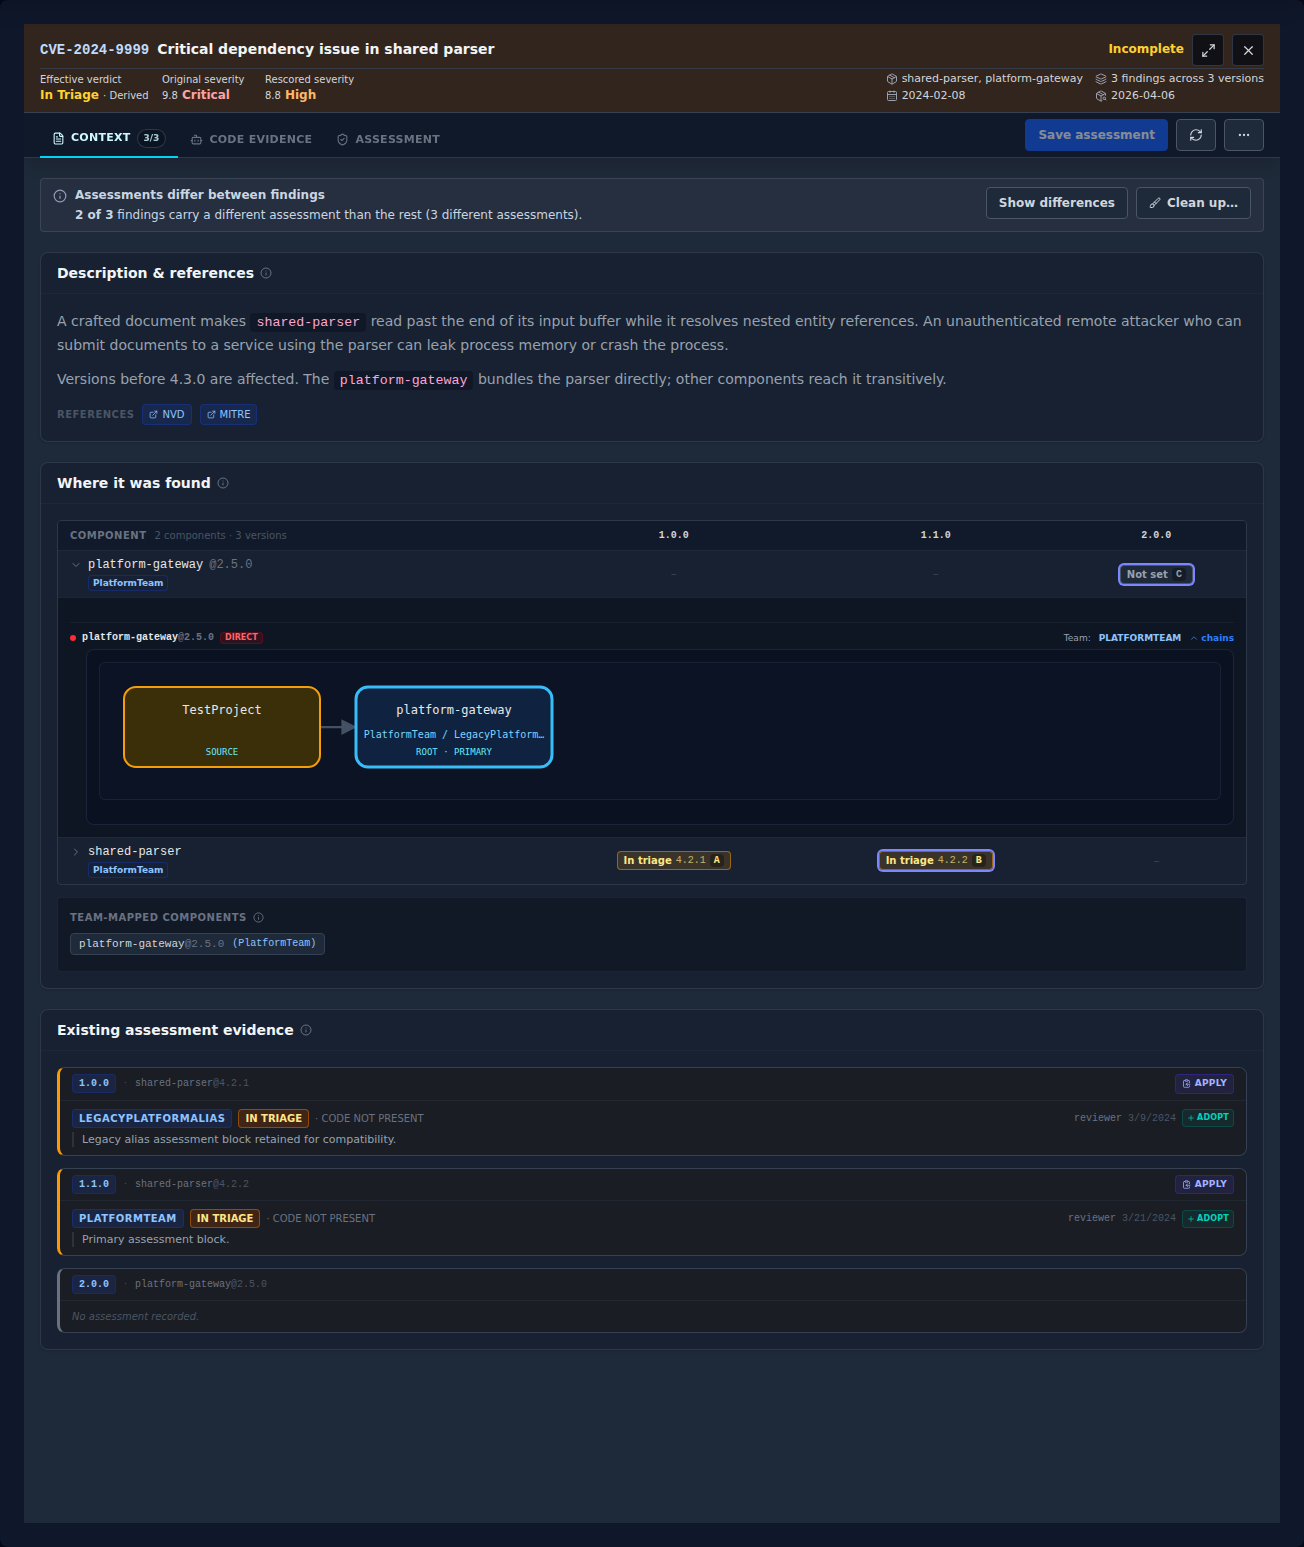 CVE-2024-9999 Critical dependency issue in shared parser
Incomplete
Effective verdict
In Triage · Derived
Original severity
9.8 Critical
Rescored severity
8.8 High
shared-parser, platform-gateway
3 findings across 3 versions
2024-02-08
2026-04-06
CONTEXT 3/3
CODE EVIDENCE
ASSESSMENT
Save assessment
...
Assessments differ between findings
2 of 3 findings carry a different assessment than the rest (3 different assessments).
Show differences
Clean up...
Description & references
A crafted document makes shared-parser read past the end of its input buffer while it resolves nested entity references. An unauthenticated remote attacker who can
submit documents to a service using the parser can leak process memory or crash the process.
Versions before 4.3.0 are affected. The platform-gateway bundles the parser directly; other components reach it transitively.
REFERENCES NVD MITRE
Where it was found
COMPONENT 2 components · 3 versions 1.0.0 1.1.0 2.0.0
platform-gateway @2.5.0
PlatformTeam
– –
Not set C
platform-gateway@2.5.0 DIRECT
Team: PLATFORMTEAM chains
TestProject
SOURCE
platform-gateway
PlatformTeam / LegacyPlatform…
ROOT · PRIMARY
shared-parser
PlatformTeam
In triage 4.2.1 A
In triage 4.2.2 B
–
TEAM-MAPPED COMPONENTS
platform-gateway@2.5.0 (PlatformTeam)
Existing assessment evidence
1.0.0 · shared-parser@4.2.1
APPLY
LEGACYPLATFORMALIAS IN TRIAGE · CODE NOT PRESENT
reviewer 3/9/2024 + ADOPT
Legacy alias assessment block retained for compatibility.
1.1.0 · shared-parser@4.2.2
APPLY
PLATFORMTEAM IN TRIAGE · CODE NOT PRESENT
reviewer 3/21/2024 + ADOPT
Primary assessment block.
2.0.0 · platform-gateway@2.5.0
No assessment recorded.